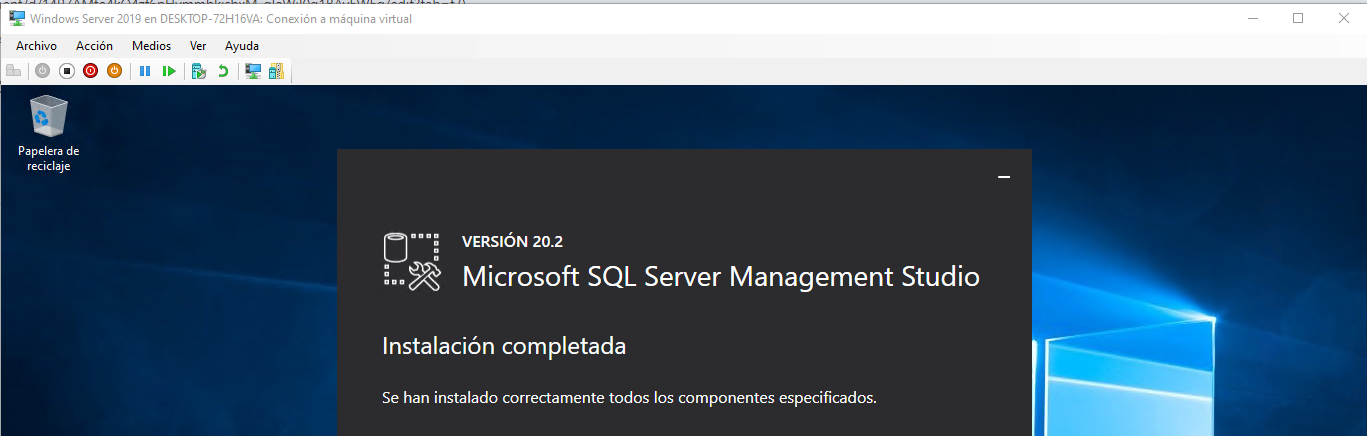 Windows Server 2019 en DESKTOP-72H16VA: Conexión a máquina virtual
Archivo Acción Medios Ver Ayuda
Papelera de
reciclaje
VERSIÓN 20.2
Microsoft SQL Server Management Studio
Instalación completada
Se han instalado correctamente todos los componentes especificados.